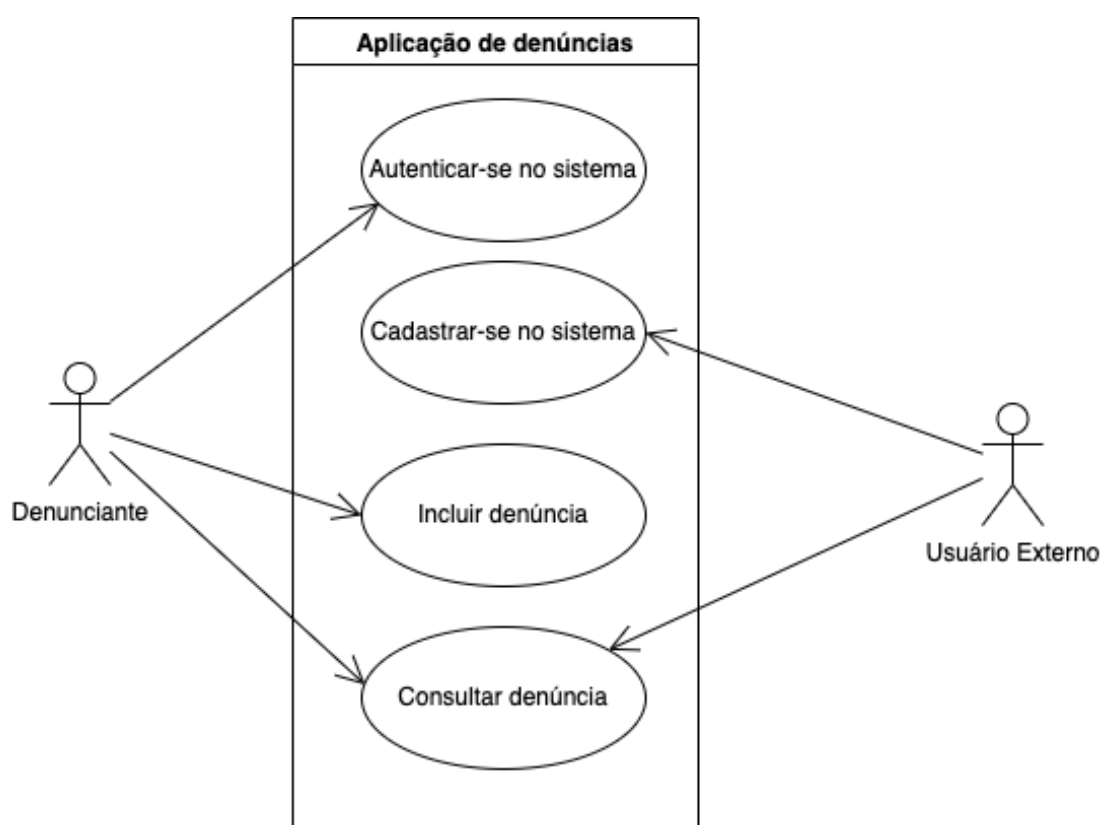 Aplicação de denúncias
Autenticar-se no sistema
Cadastrar-se no sistema
Incluir denúncia
Denunciante
Usuário Externo
Consultar denúncia